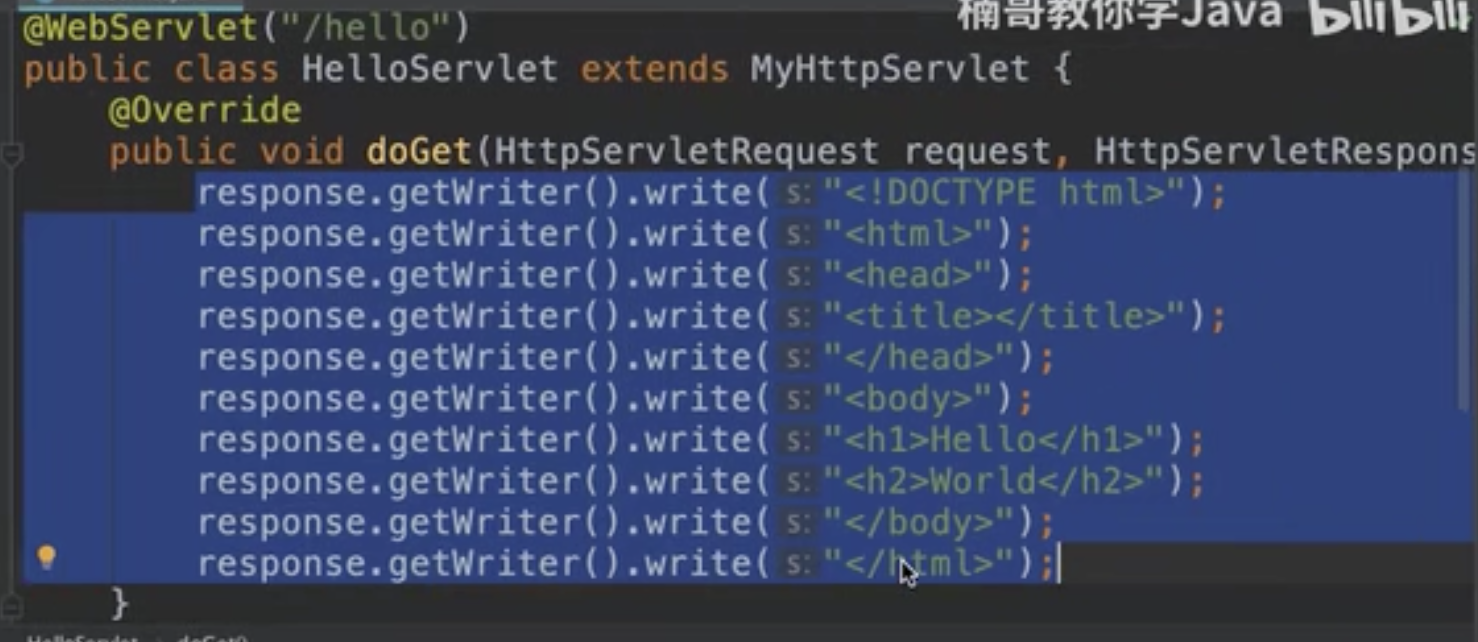 楠哥教你学Java bilibili
@WebServlet("/hello")
public class HelloServlet extends MyHttpServlet {
@Override
public void doGet(HttpServletRequest request, HttpServletRespons
response.getWriter().write( s: "<!DOCTYPE html>");
response.getWriter().write( s: "<html>");
response.getWriter().write( s: "<head>");
response.getWriter().write( s: "<title></title>");
response.getWriter().write( s: "</head>");
response.getWriter().write( s: "<body>");
response.getWriter().write( s: "<h1>Hello</h1>");
response.getWriter().write( s: "<h2>World</h2>");
response.getWriter().write( s: "</body>");
response.getWriter().write( s: "</html>");
}
HelloServlet doGet()